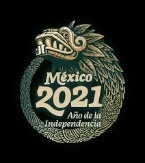 México
2021
Año de la
Independencia